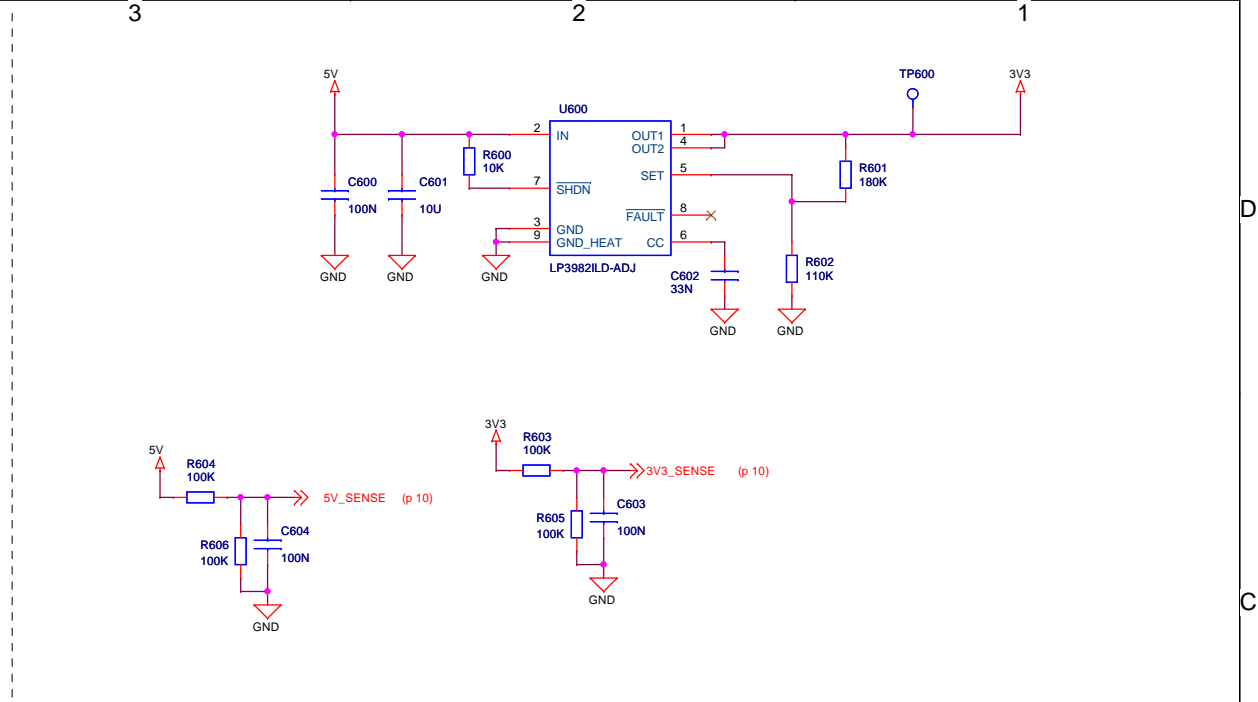 3 2 1
5V
TP600
3V3
U600
2 IN OUT1 1
OUT2 4
R600
10K
SET 5
R601
180K
C600
100N
C601
10U
7 SHDN
D
FAULT 8
3 GND
9 GND_HEAT CC 6
LP3982ILD-ADJ
C602
33N
R602
110K
GND GND GND
GND GND
5V
R604
100K
5V_SENSE (p 10)
R606
100K
C604
100N
GND
3V3
R603
100K
3V3_SENSE (p 10)
R605
100K
C603
100N
GND
C